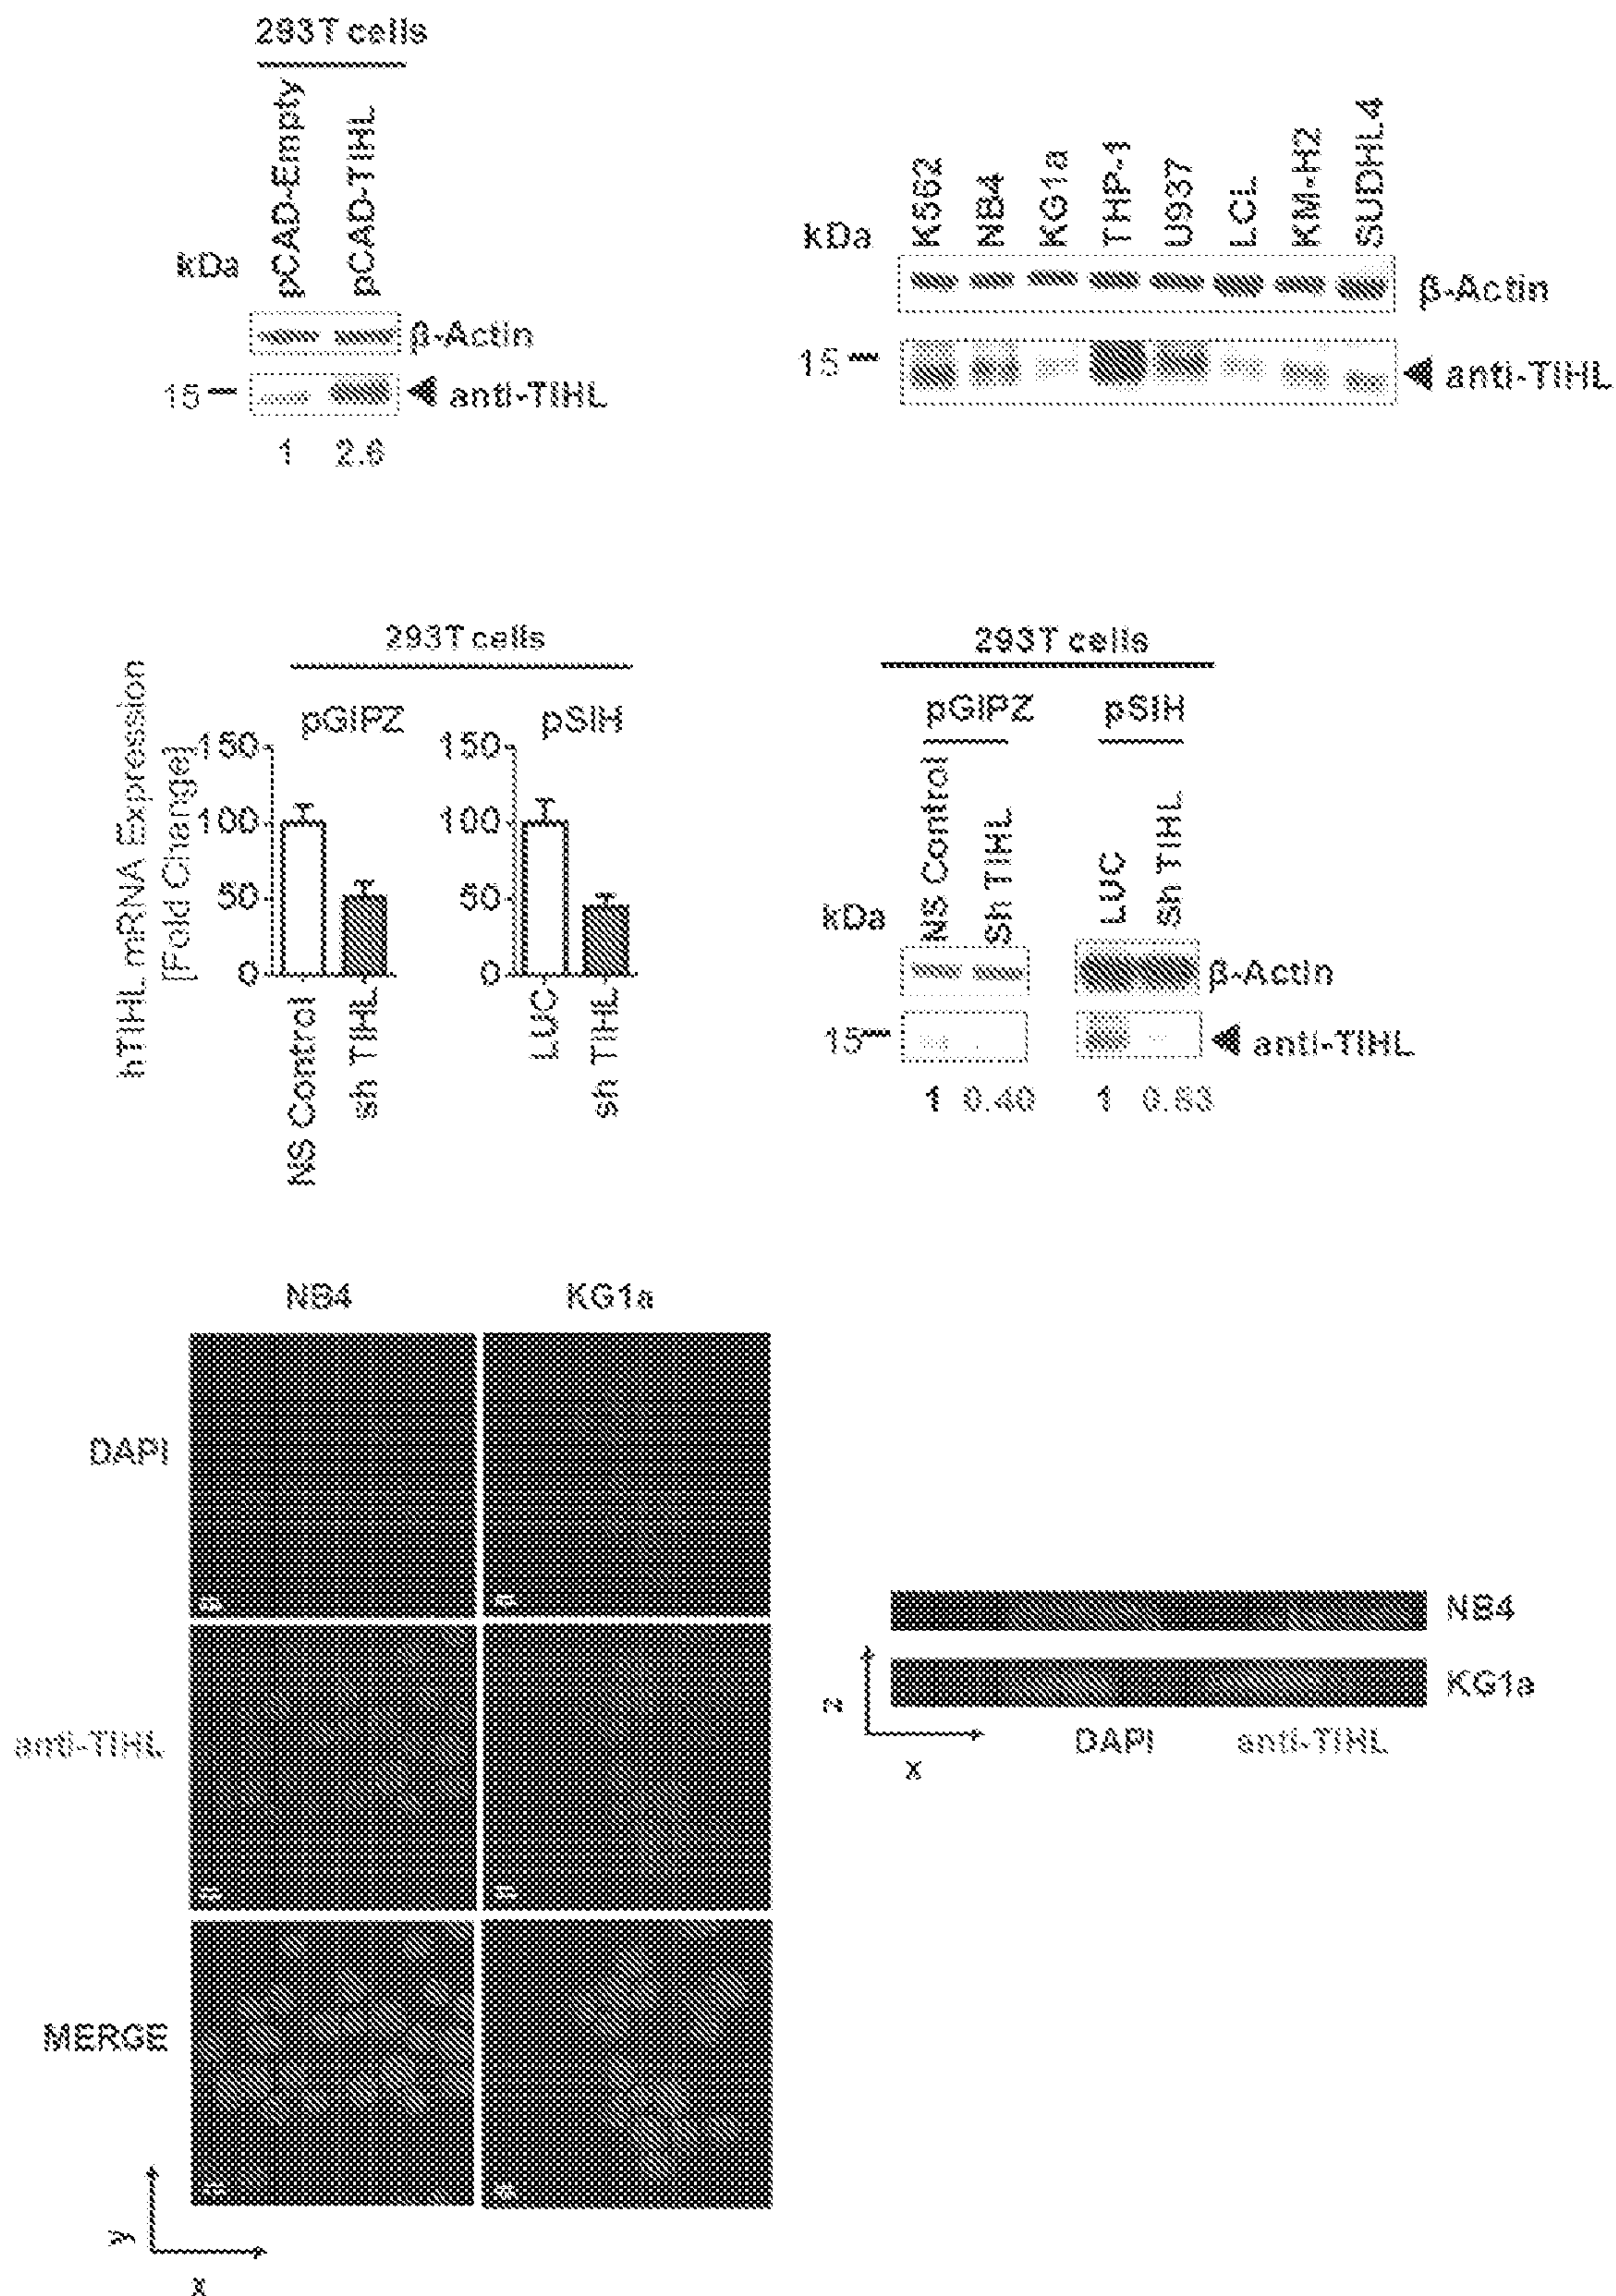 293T cells
pCAD-Empty
pCAD-TIHL
kDa
β-Actin
15
anti-TIHL
1 2.6
K562
NB4
KG1a
THP-1
U937
LCL
KM-H2
SUDHL4
kDa
β-Actin
15
anti-TIHL
293T cells
pGIPZ
pSIH
hTIHL mRNA Expression
[Fold Change]
150
100
50
0
150
100
50
0
NS Control
sh TIHL
LUC
sh TIHL
293T cells
pGIPZ
pSIH
NS Control
Sh TIHL
LUC
Sh TIHL
kDa
β-Actin
15
anti-TIHL
1 0.40 1
NB4
KG1a
DAPI
anti-TIHL
MERGE
y
x
NB4
KG1a
z
x
DAPI
anti-TIHL